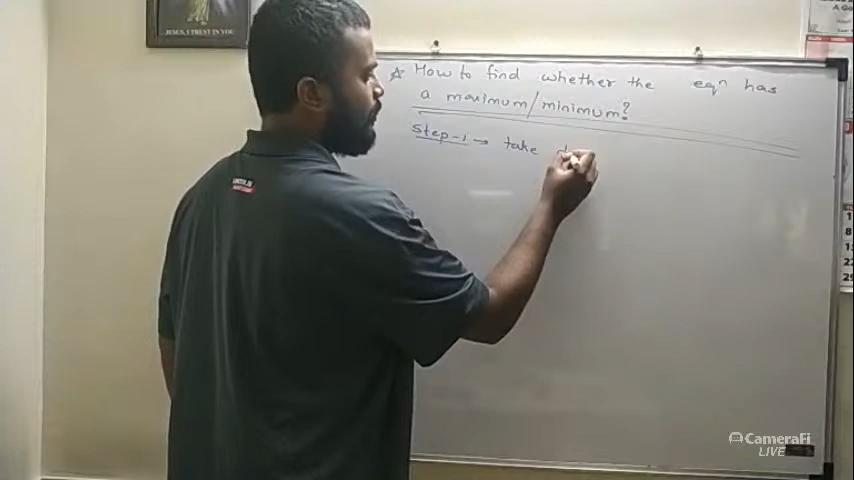 JESUS, I TRUST IN YOU
☆ How to find whether the eqⁿ has
a maximum/minimum?
Step-1 → take d
CameraFi
LIVE